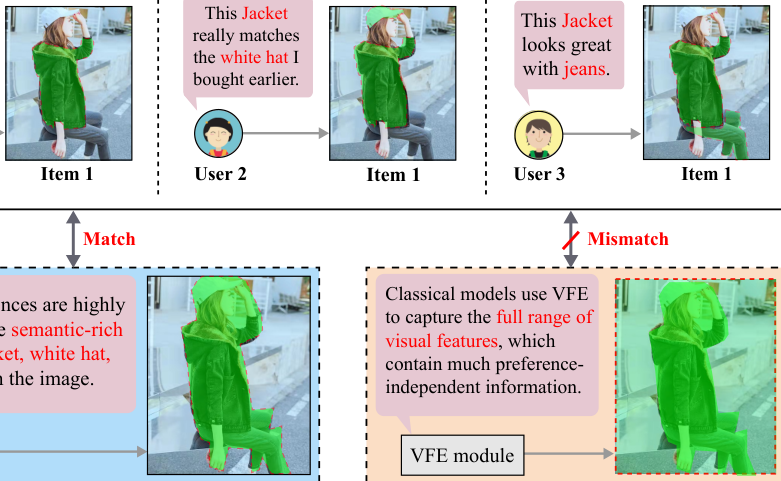 This Jacket
really matches
the white hat I
bought earlier.
This Jacket
looks great
with jeans.
Item 1
User 2
Item 1
User 3
Item 1
Match
Mismatch
nces are highly
semantic-rich
ket, white hat,
the image.
Classical models use VFE
to capture the full range of
visual features, which
contain much preference-
independent information.
VFE module